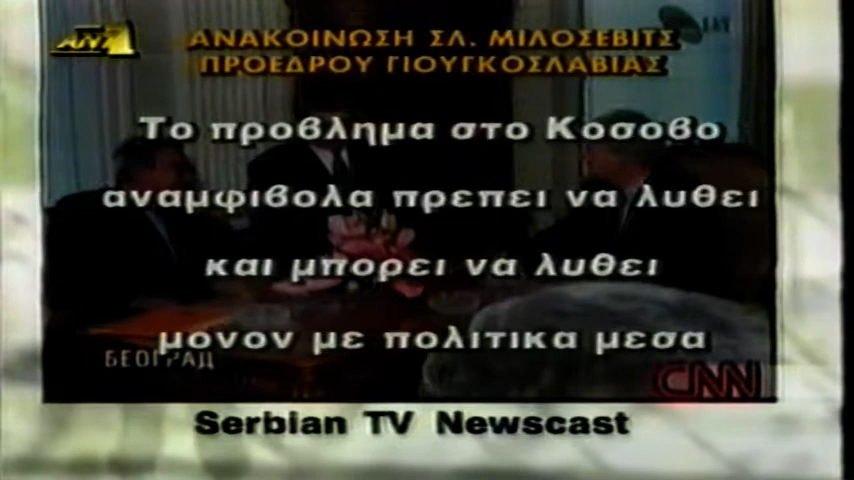 ΑΝ1
ΑΝΑΚΟΙΝΩΣΗ ΣΛ. ΜΙΛΟΣΕΒΙΤΣ
ΠΡΟΕΔΡΟΥ ΓΙΟΥΓΚΟΣΛΑΒΙΑΣ
Το προβλημα στο Κοσοβο
αναμφιβολα πρεπει να λυθει
και μπορει να λυθει
μονον με πολιτικα μεσα
БЕОГРАД
CNN
Serbian TV Newscast